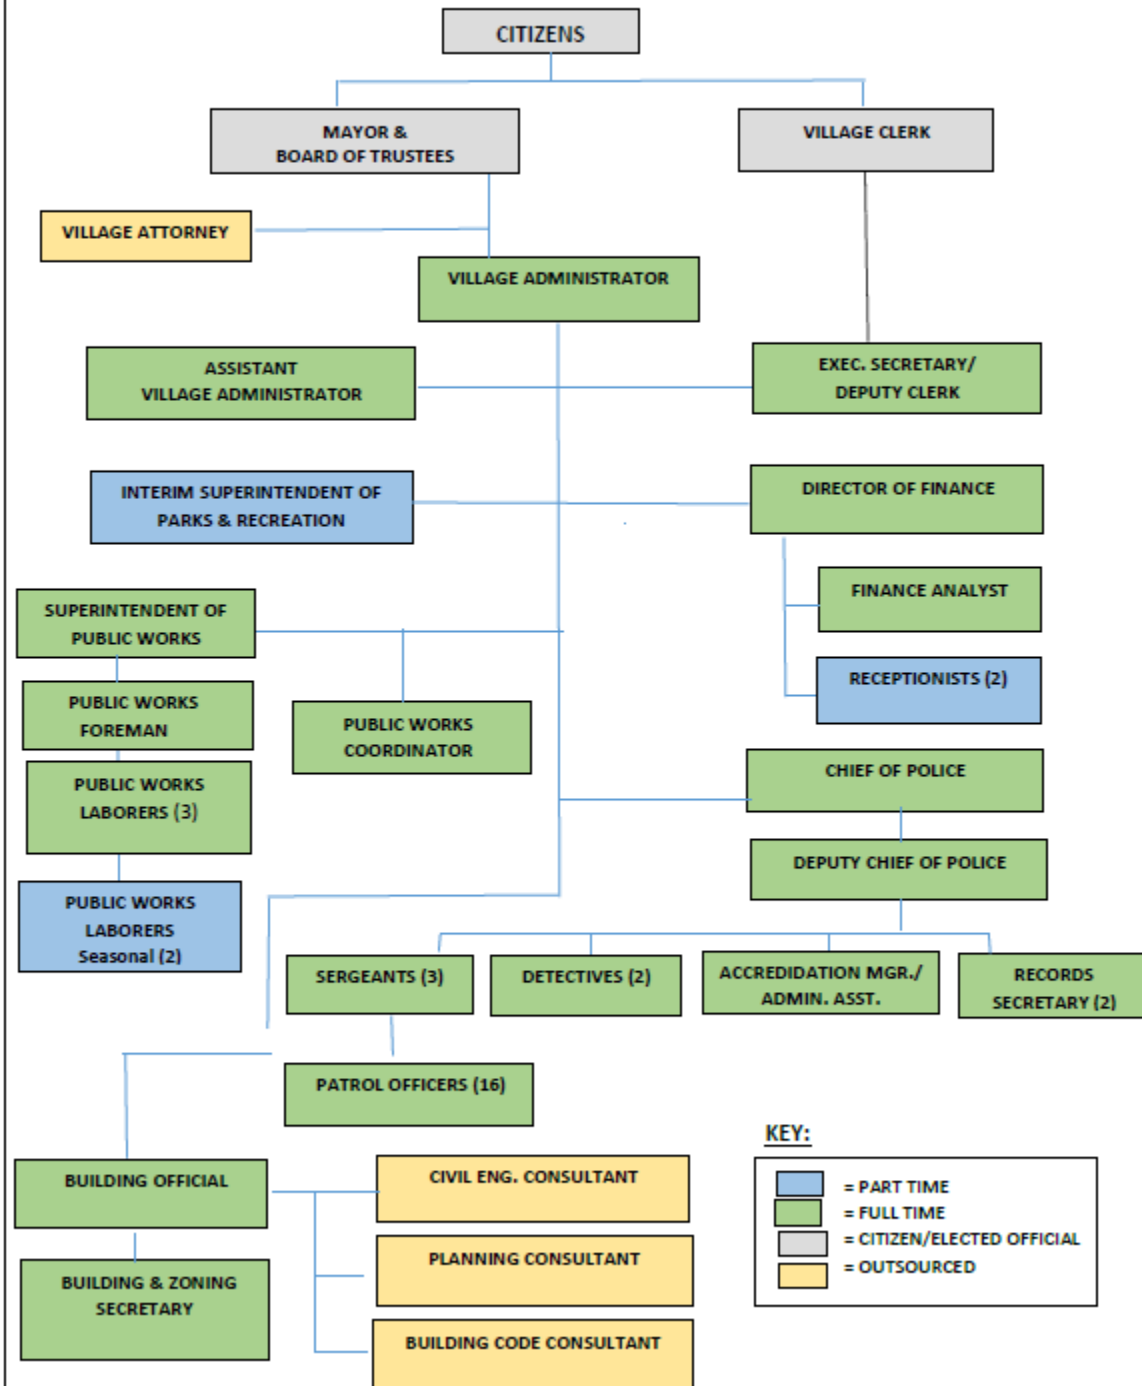 CITIZENS
MAYOR &
BOARD OF TRUSTEES
VILLAGE CLERK
VILLAGE ATTORNEY
VILLAGE ADMINISTRATOR
ASSISTANT
VILLAGE ADMINISTRATOR
EXEC. SECRETARY/
DEPUTY CLERK
INTERIM SUPERINTENDENT OF
PARKS & RECREATION
DIRECTOR OF FINANCE
FINANCE ANALYST
RECEPTIONISTS (2)
SUPERINTENDENT OF
PUBLIC WORKS
PUBLIC WORKS
FOREMAN
PUBLIC WORKS
COORDINATOR
PUBLIC WORKS
LABORERS (3)
PUBLIC WORKS
LABORERS
Seasonal (2)
CHIEF OF POLICE
DEPUTY CHIEF OF POLICE
SERGEANTS (3)
DETECTIVES (2)
ACCREDIDATION MGR./
ADMIN. ASST.
RECORDS
SECRETARY (2)
PATROL OFFICERS (16)
BUILDING OFFICIAL
BUILDING & ZONING
SECRETARY
CIVIL ENG. CONSULTANT
PLANNING CONSULTANT
BUILDING CODE CONSULTANT
KEY:
= PART TIME
= FULL TIME
= CITIZEN/ELECTED OFFICIAL
= OUTSOURCED